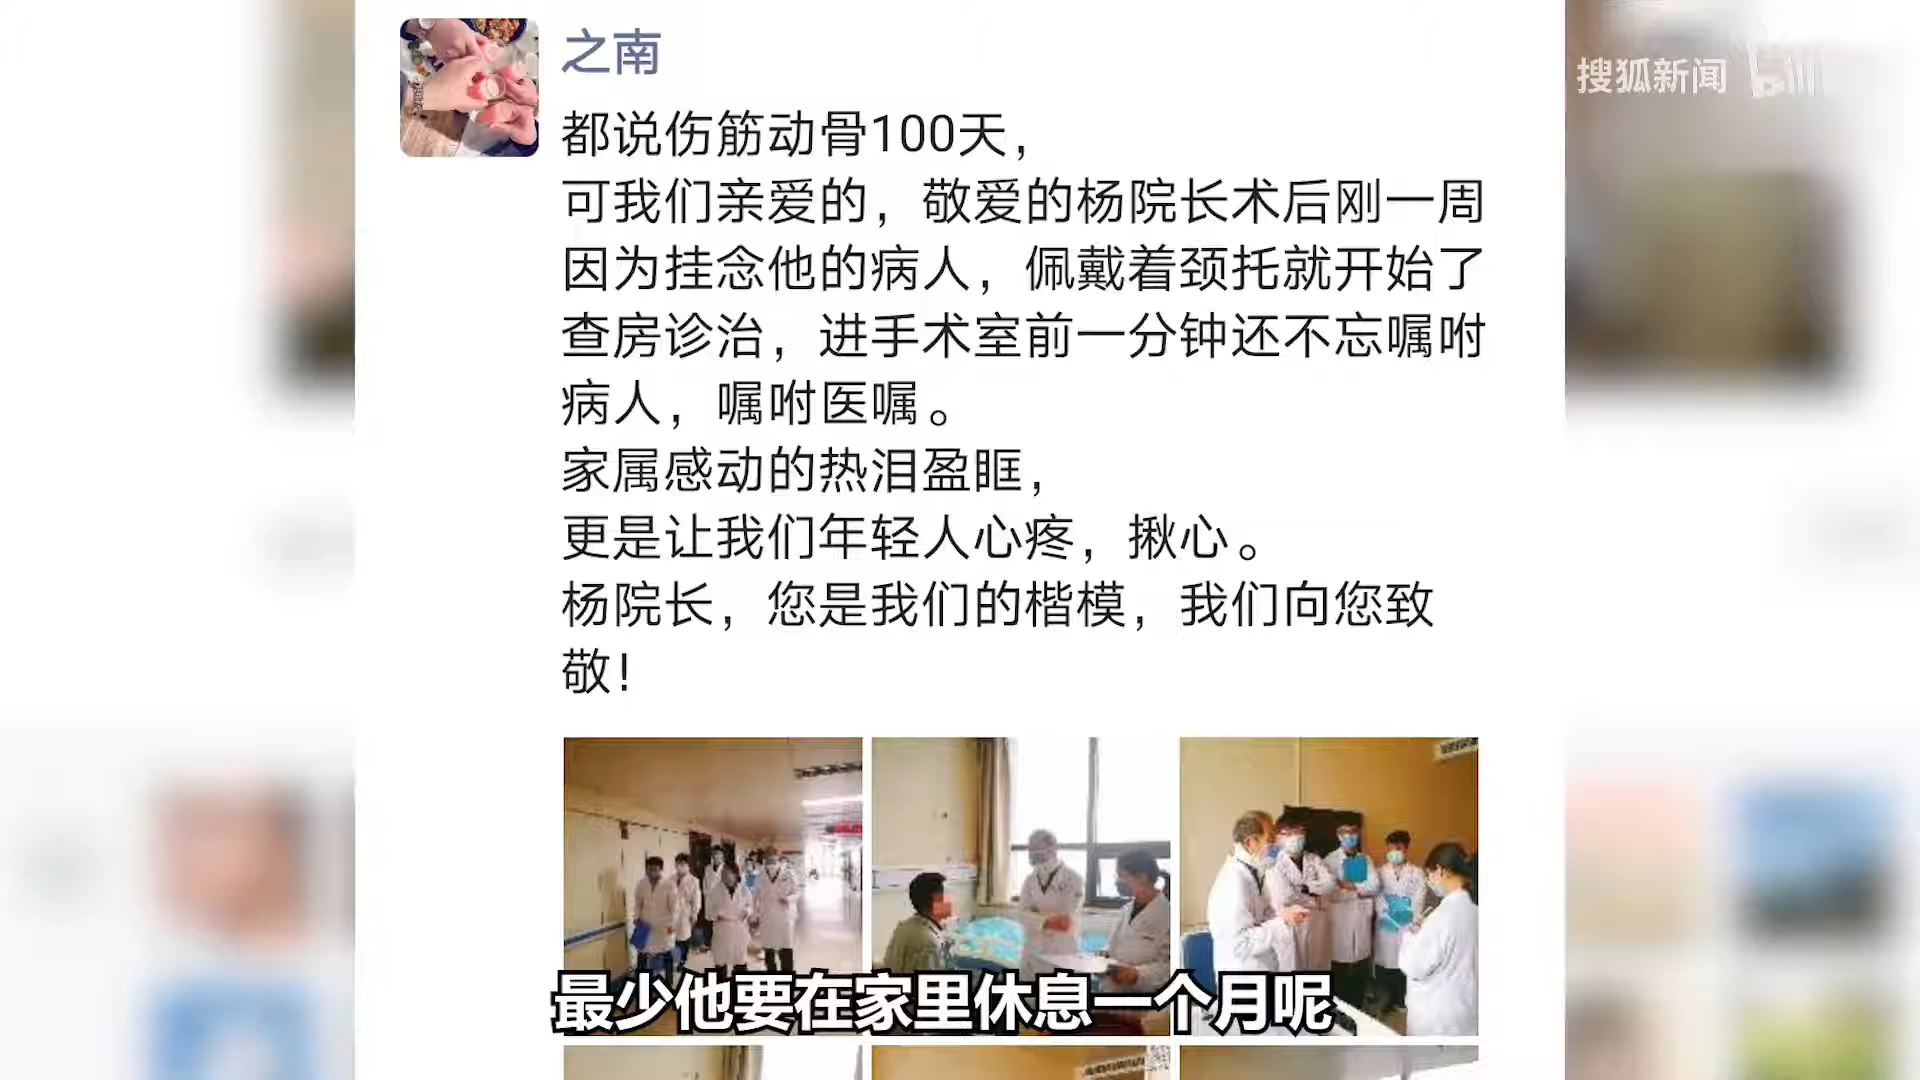 之南
搜狐新闻
都说伤筋动骨100天，
可我们亲爱的，敬爱的杨院长术后刚一周
因为挂念他的病人，佩戴着颈托就开始了
查房诊治，进手术室前一分钟还不忘嘱咐
病人，嘱咐医嘱。
家属感动的热泪盈眶，
更是让我们年轻人心疼，揪心。
杨院长，您是我们的楷模，我们向您致
敬！
最少他要在家里休息一个月呢